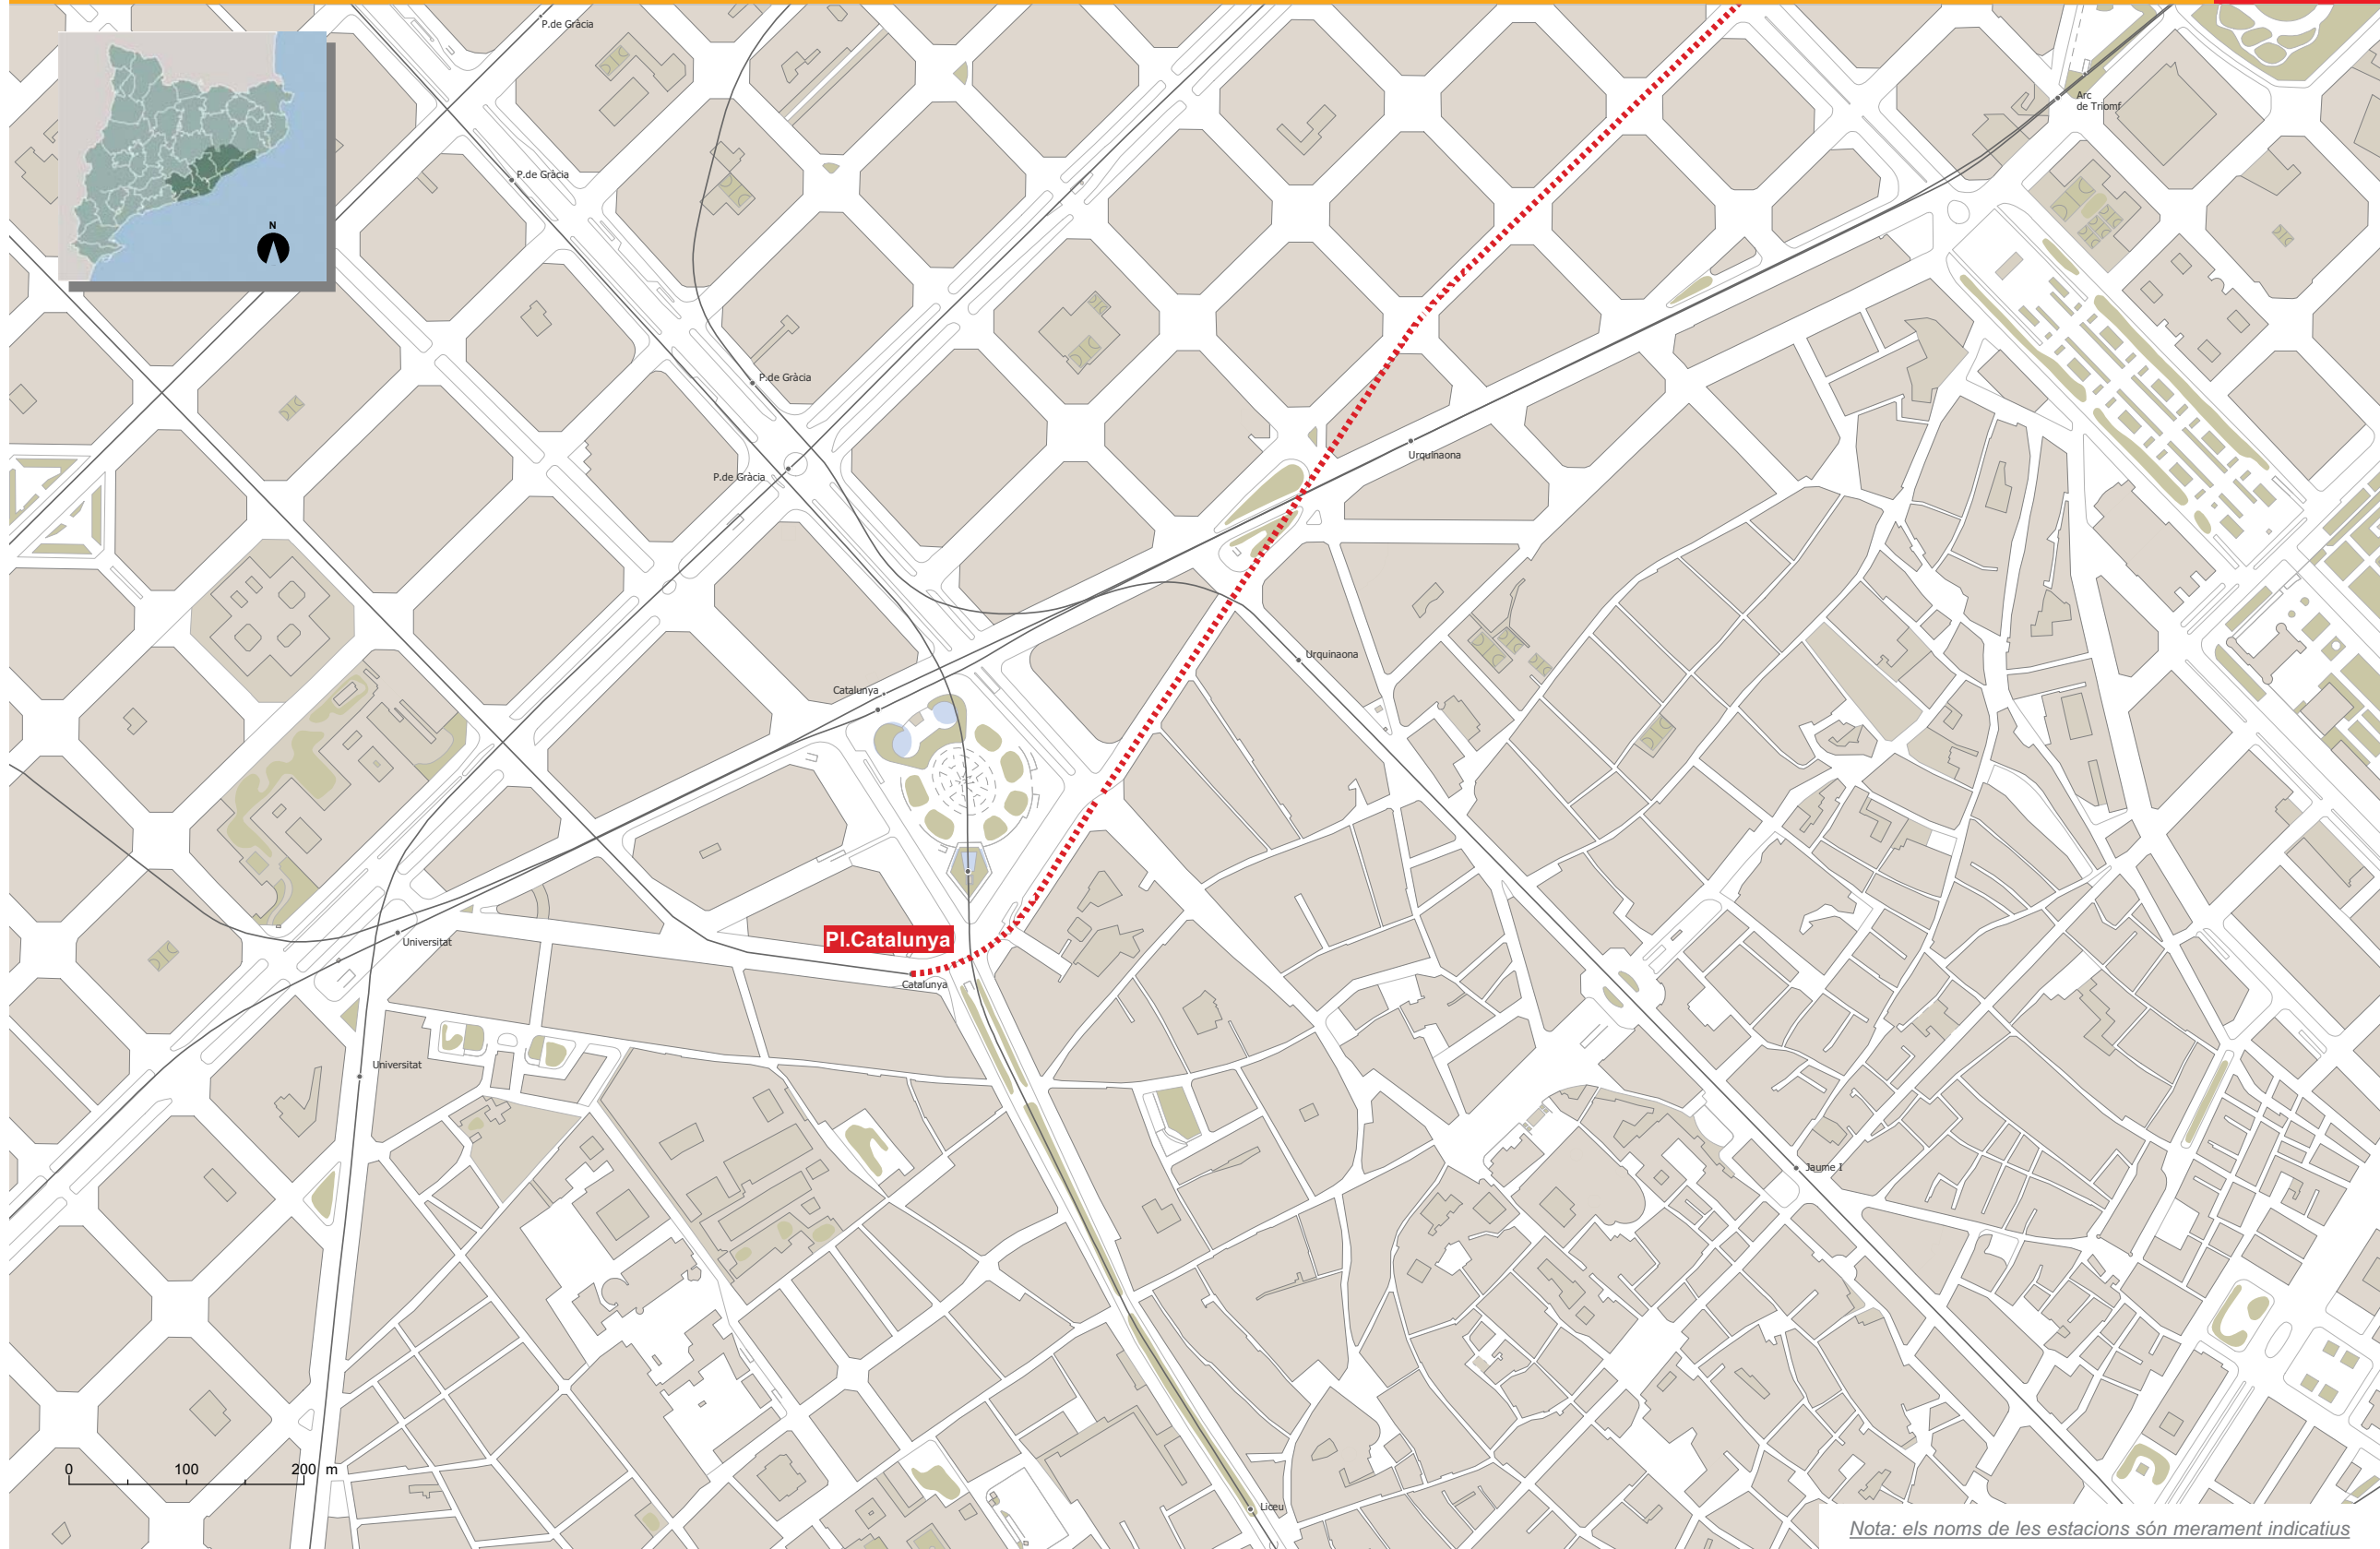 P.de Gràcia
N
Arc
de Triomf
P.de Gràcia
P.de Gràcia
Urquinaona
P.de Gràcia
Urquinaona
Catalunya
Pl.Catalunya
Universitat
Catalunya
Universitat
Jaume I
0 100 200 m
Liceu
Nota: els noms de les estacions són merament indicatius